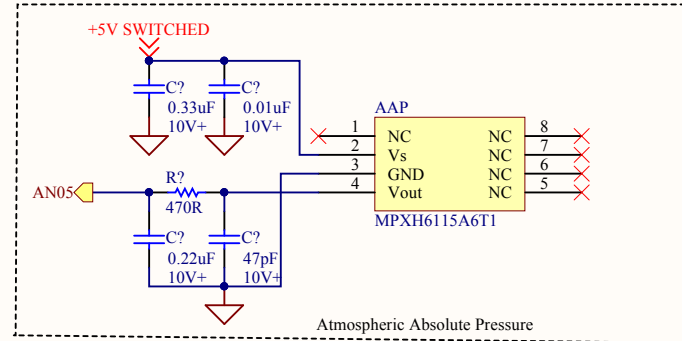 +5V SWITCHED
C?
0.33uF
10V+
C?
0.01uF
10V+
AAP
1 NC NC 8
2 Vs NC 7
3 GND NC 6
4 Vout NC 5
MPXH6115A6T1
AN05
R?
470R
C?
0.22uF
10V+
C?
47pF
10V+
Atmospheric Absolute Pressure